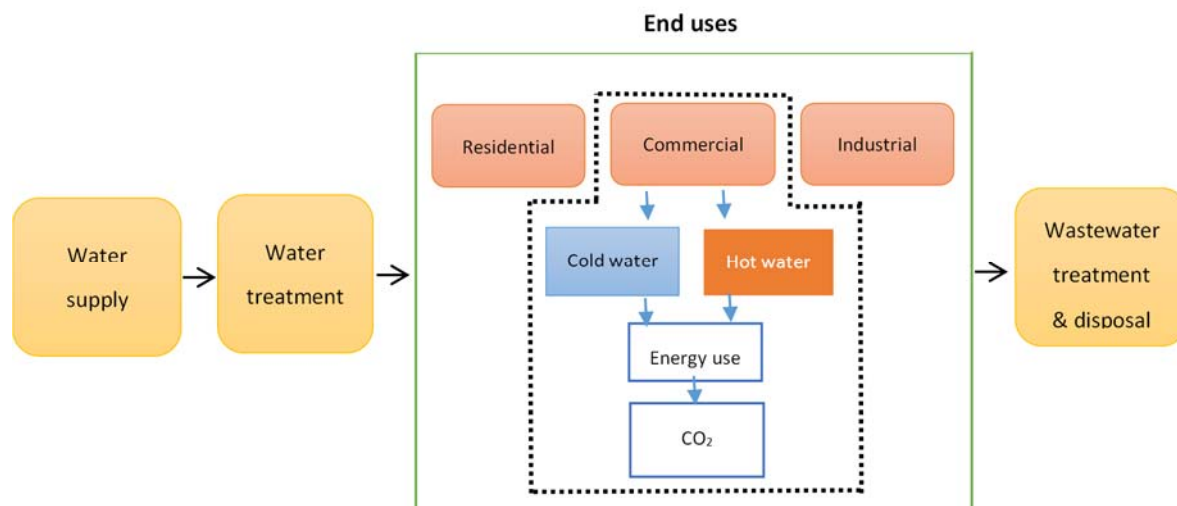 End uses
Residential
Commercial
Industrial
Water
supply
Water
treatment
Cold water
Hot water
Energy use
CO₂
Wastewater
treatment
& disposal